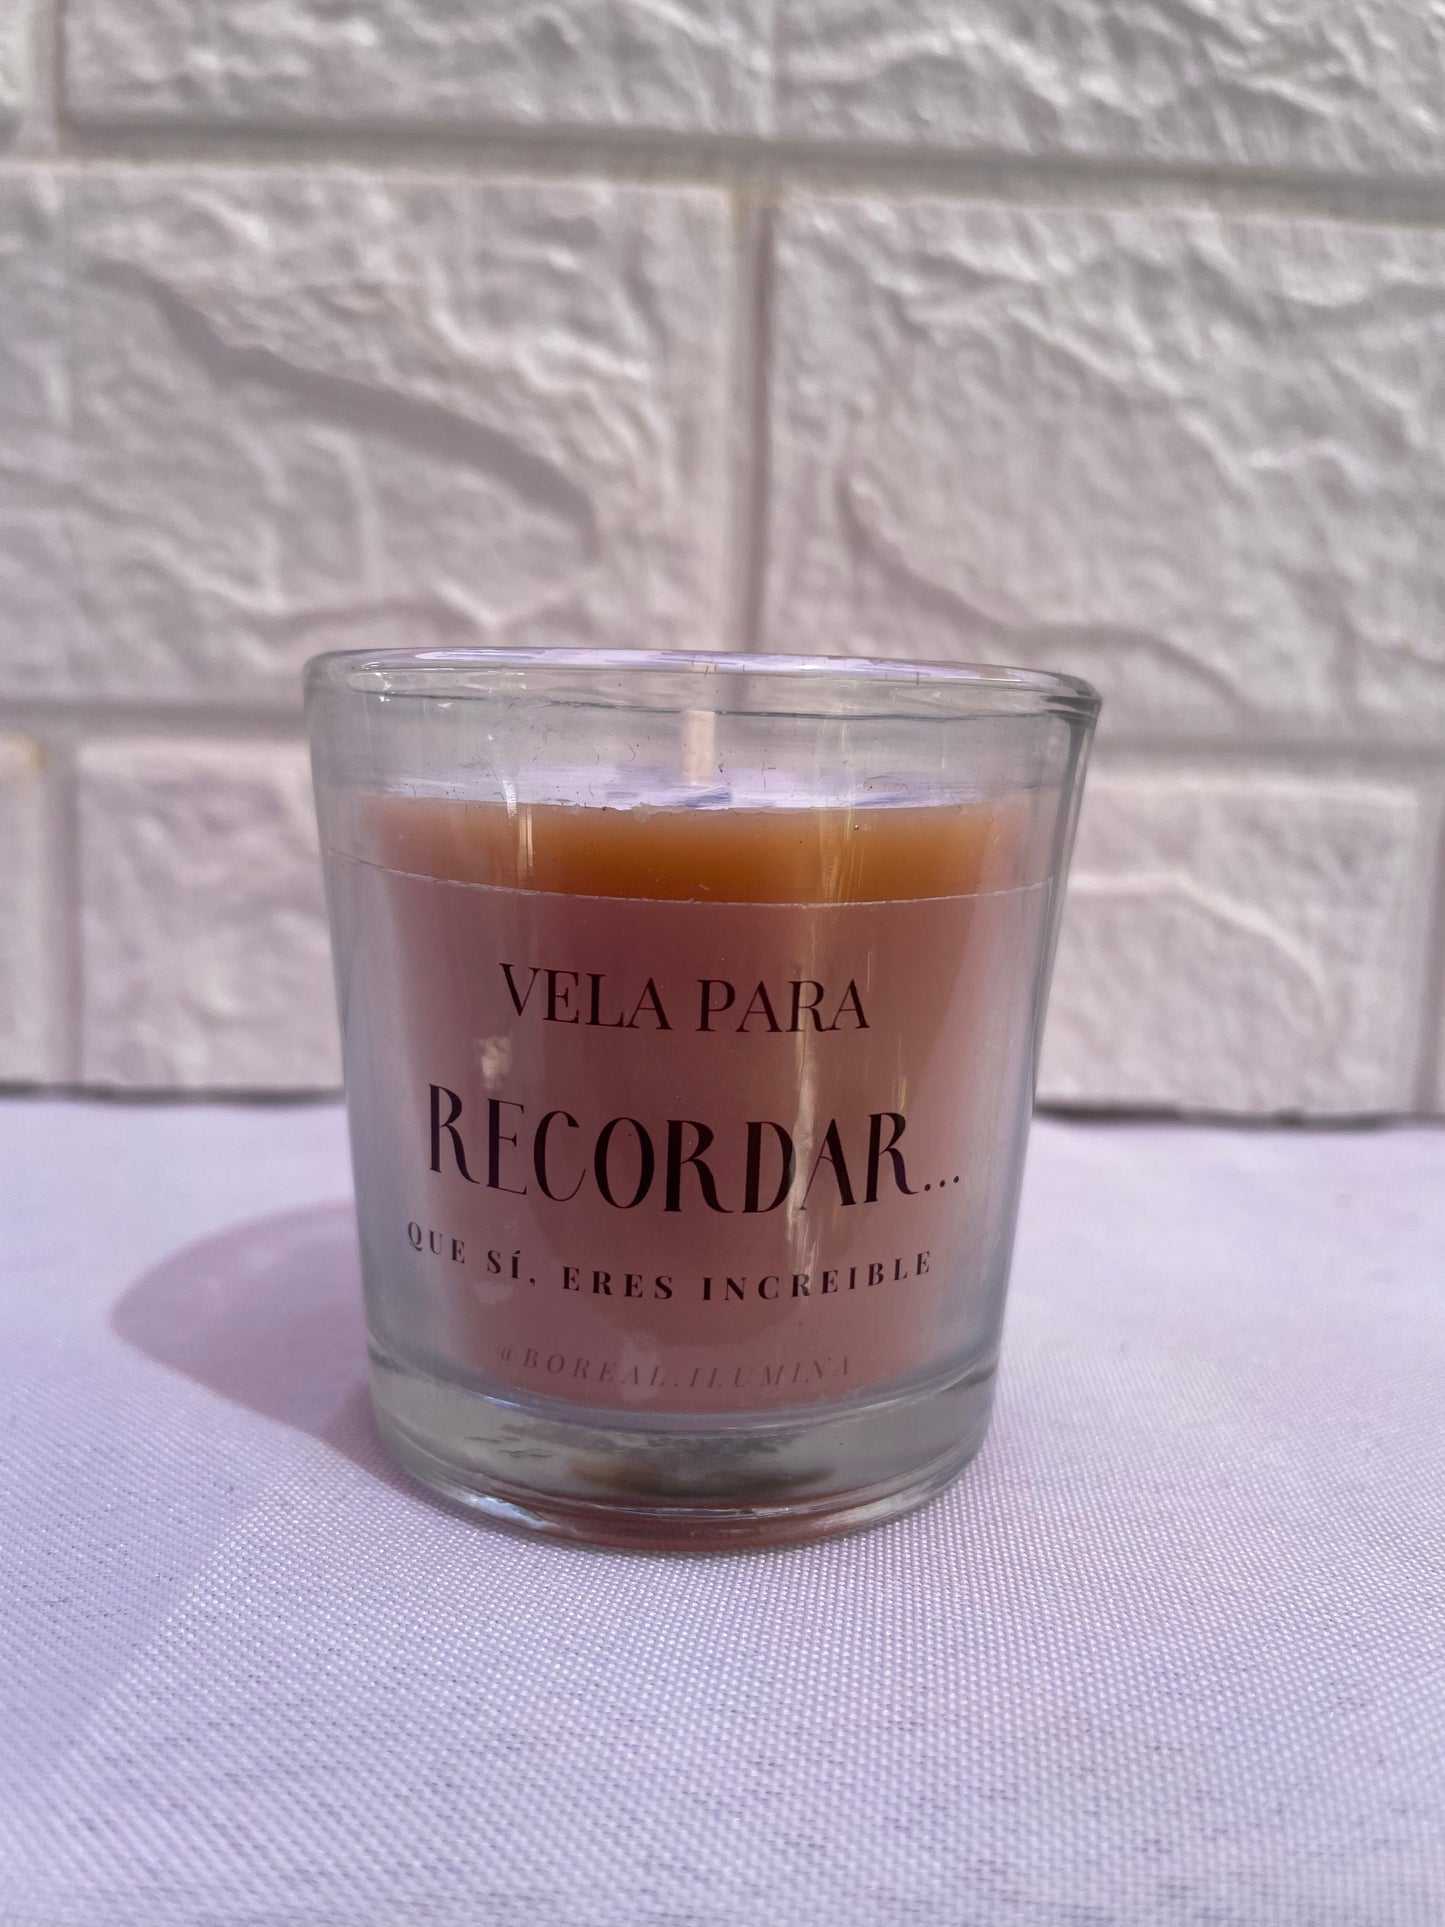 VELA PARA
RECORDAR...
QUE SÍ, ERES INCREIBLE
@BOREAL.ILUMINA